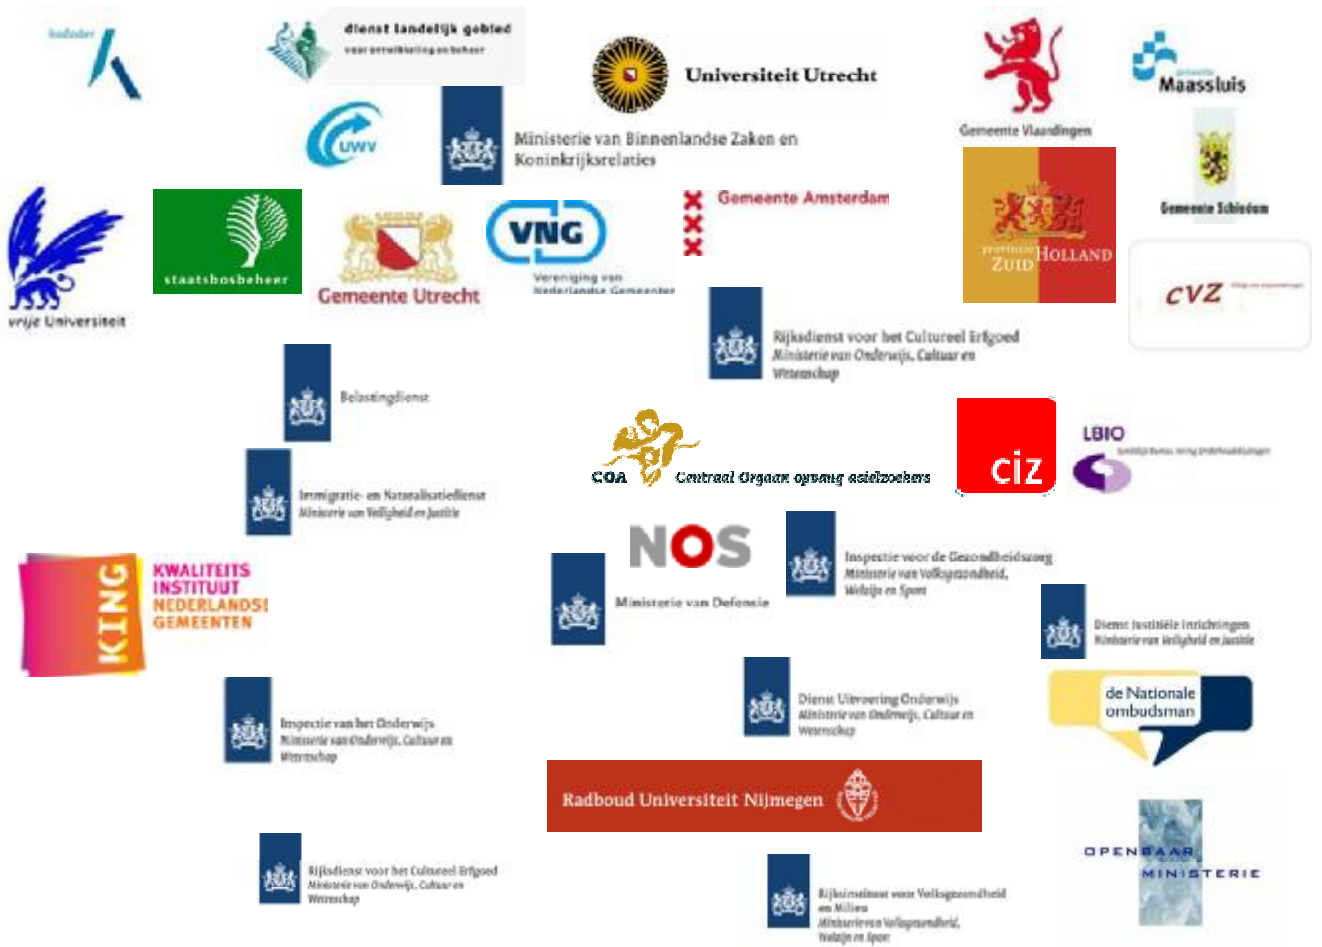 kadaster
dienst landelijk gebied
voor ontwikkeling en beheer
Universiteit Utrecht
Gemeente Vlaardingen
gemeente
Maassluis
UWV
Ministerie van Binnenlandse Zaken en
Koninkrijksrelaties
Gemeente Schiedam
vrije Universiteit
staatsbosbeheer
Gemeente Utrecht
VNG
Vereniging van
Nederlandse Gemeenten
Gemeente Amsterdam
provincie
ZUID HOLLAND
CVZ
Rijksdienst voor het Cultureel Erfgoed
Ministerie van Onderwijs, Cultuur en
Wetenschap
Belastingdienst
COA Centraal Orgaan opvang asielzoekers
ciz
LBIO
Immigratie- en Naturalisatiedienst
Ministerie van Veiligheid en Justitie
NOS
Inspectie voor de Gezondheidszorg
Ministerie van Volksgezondheid,
Welzijn en Sport
KING
KWALITEITS
INSTITUUT
NEDERLANDSE
GEMEENTEN
Ministerie van Defensie
Dienst Justitiële Inrichtingen
Ministerie van Veiligheid en Justitie
Inspectie van het Onderwijs
Ministerie van Onderwijs, Cultuur en
Wetenschap
Dienst Uitvoering Onderwijs
Ministerie van Onderwijs, Cultuur en
Wetenschap
de Nationale
ombudsman
Radboud Universiteit Nijmegen
OPENBAAR
MINISTERIE
Rijksdienst voor het Cultureel Erfgoed
Ministerie van Onderwijs, Cultuur en
Wetenschap
Rijksinstituut voor Volksgezondheid
en Milieu
Ministerie van Volksgezondheid,
Welzijn en Sport